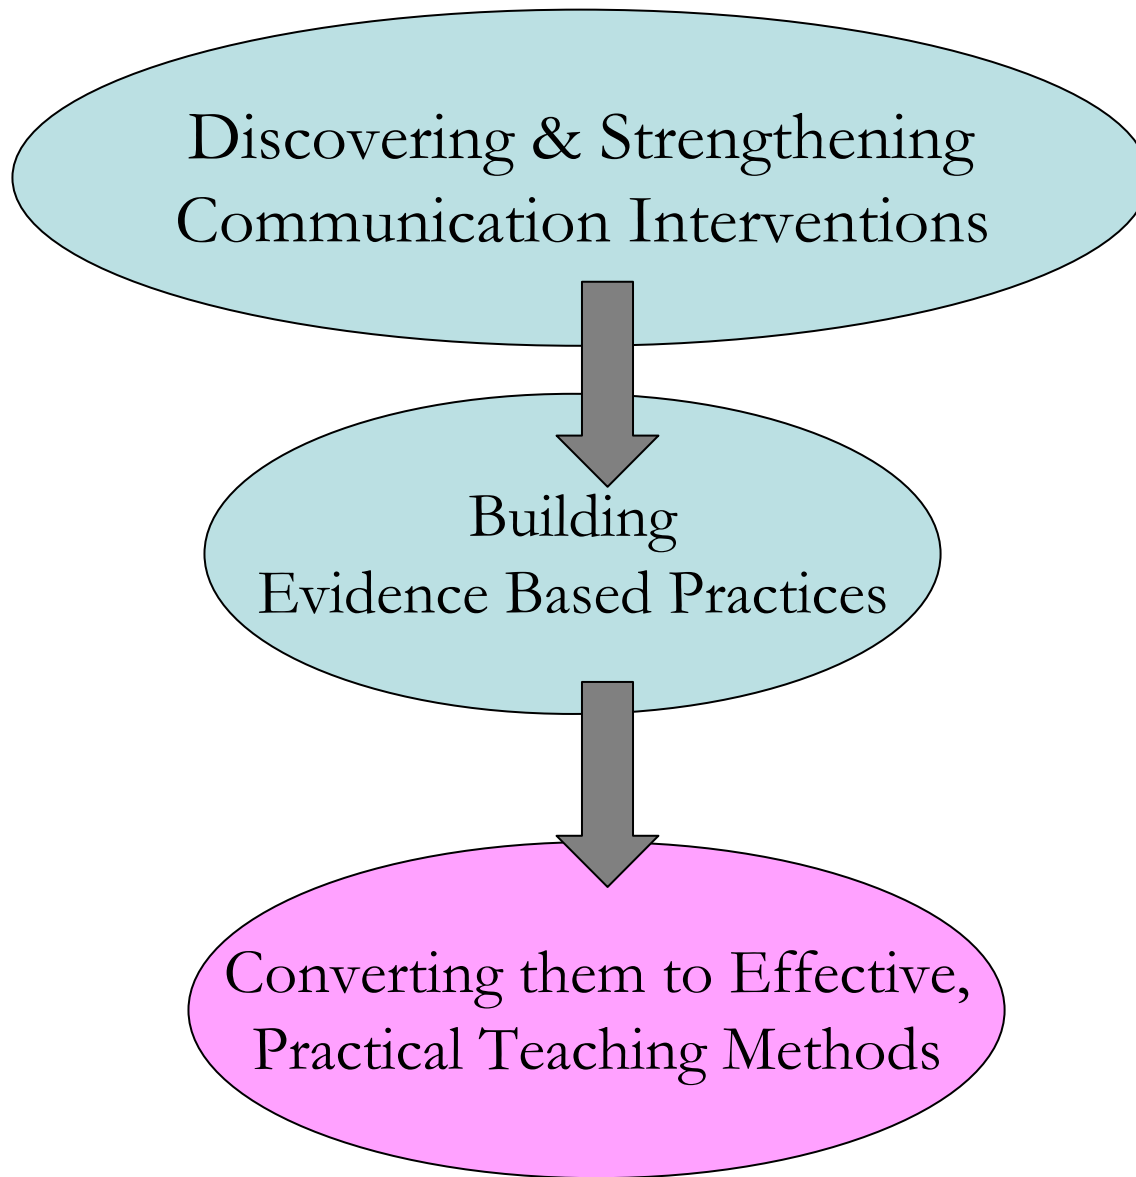 Discovering & Strengthening
Communication Interventions
Building
Evidence Based Practices
Converting them to Effective,
Practical Teaching Methods